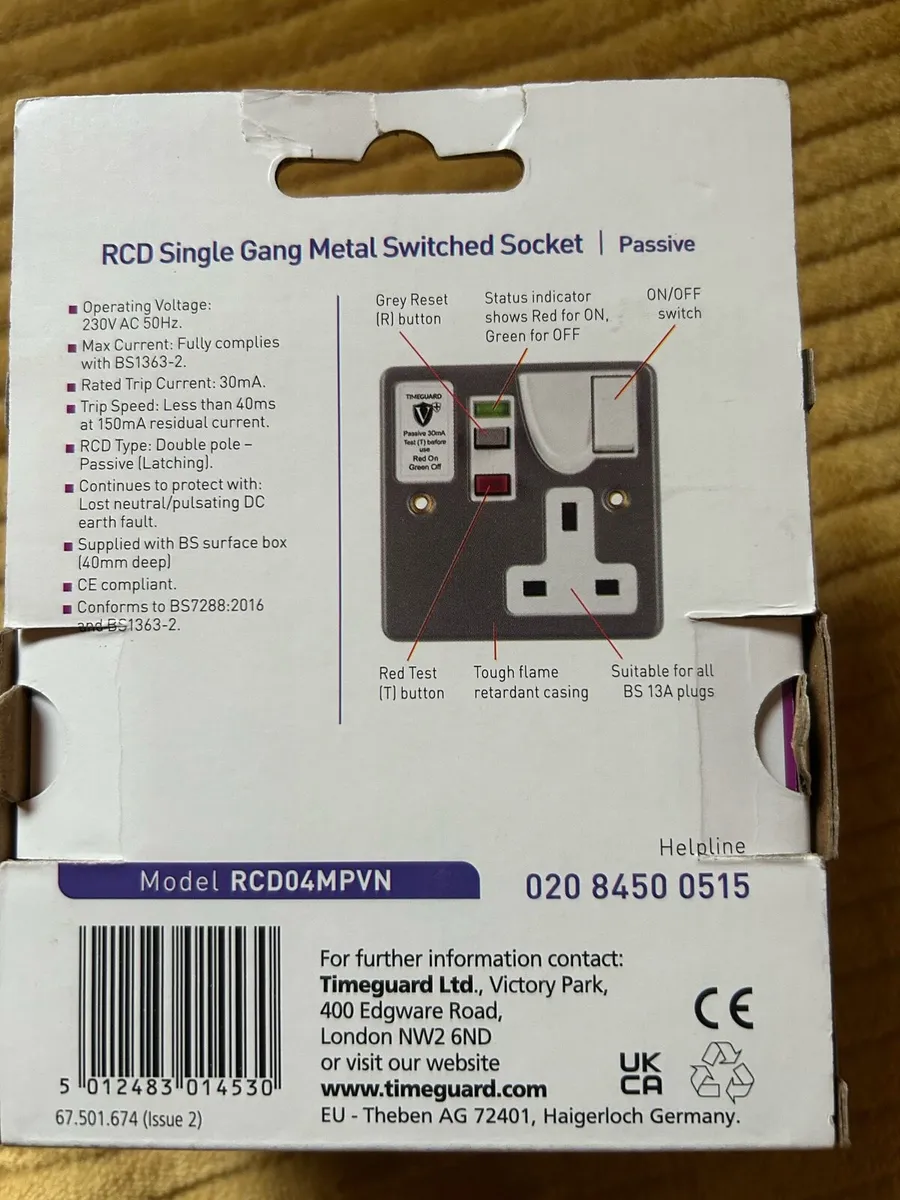 RCD Single Gang Metal Switched Socket | Passive
Operating Voltage:
230V AC 50Hz.
Max Current: Fully complies
with BS1363-2.
Rated Trip Current: 30mA.
Trip Speed: Less than 40ms
at 150mA residual current.
RCD Type: Double pole –
Passive (Latching).
Continues to protect with:
Lost neutral/pulsating DC
earth fault.
Supplied with BS surface box
(40mm deep)
CE compliant.
Conforms to BS7288:2016
and BS1363-2.
Grey Reset
(R) button
Status indicator
shows Red for ON,
Green for OFF
ON/OFF
switch
TIMEGUARD
Passive 30mA
Test (T) before
use
Red On
Green Off
Red Test
(T) button
Tough flame
retardant casing
Suitable for all
BS 13A plugs
Helpline
020 8450 0515
Model RCD04MPVN
5 012483 014530
67.501.674 (Issue 2)
For further information contact:
Timeguard Ltd., Victory Park,
400 Edgware Road,
London NW2 6ND
or visit our website
www.timeguard.com
EU - Theben AG 72401, Haigerloch Germany.
CE
UK
CA